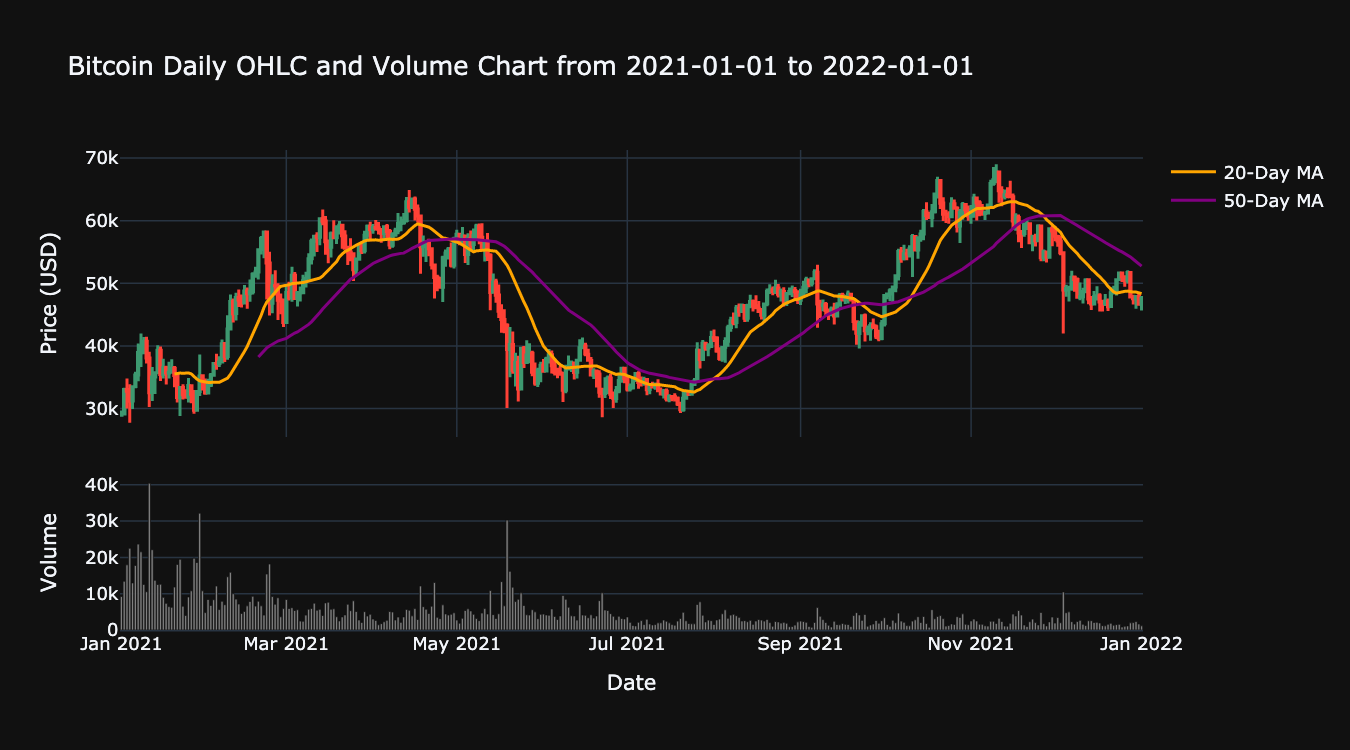 Bitcoin Daily OHLC and Volume Chart from 2021-01-01 to 2022-01-01
20-Day MA
50-Day MA
Price (USD)
70k
60k
50k
40k
30k
Volume
40k
30k
20k
10k
0
Jan 2021 Mar 2021 May 2021 Jul 2021 Sep 2021 Nov 2021 Jan 2022
Date